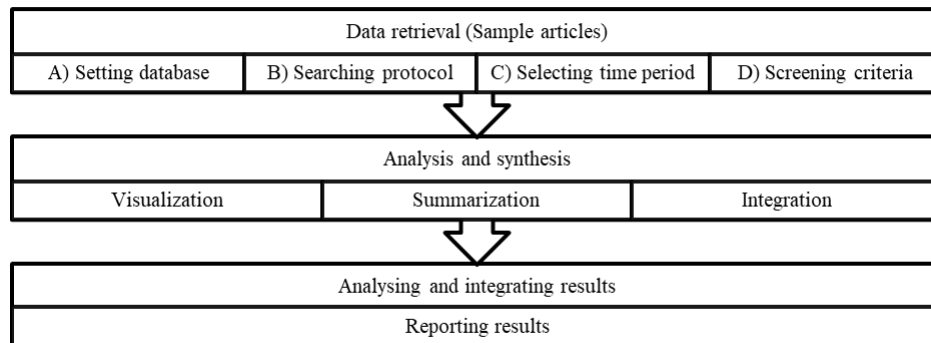 Data retrieval (Sample articles)
A) Setting database B) Searching protocol C) Selecting time period D) Screening criteria
Analysis and synthesis
Visualization Summarization Integration
Analysing and integrating results
Reporting results